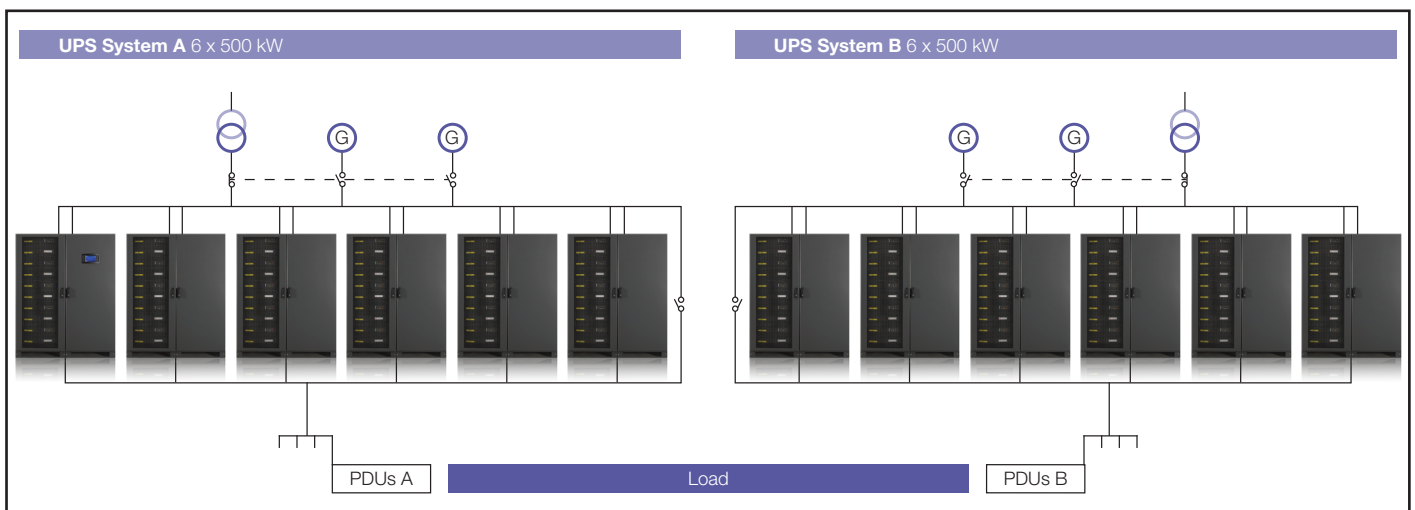 UPS System A 6 x 500 kW
UPS System B 6 x 500 kW
G
G
G
G
PDUs A
Load
PDUs B